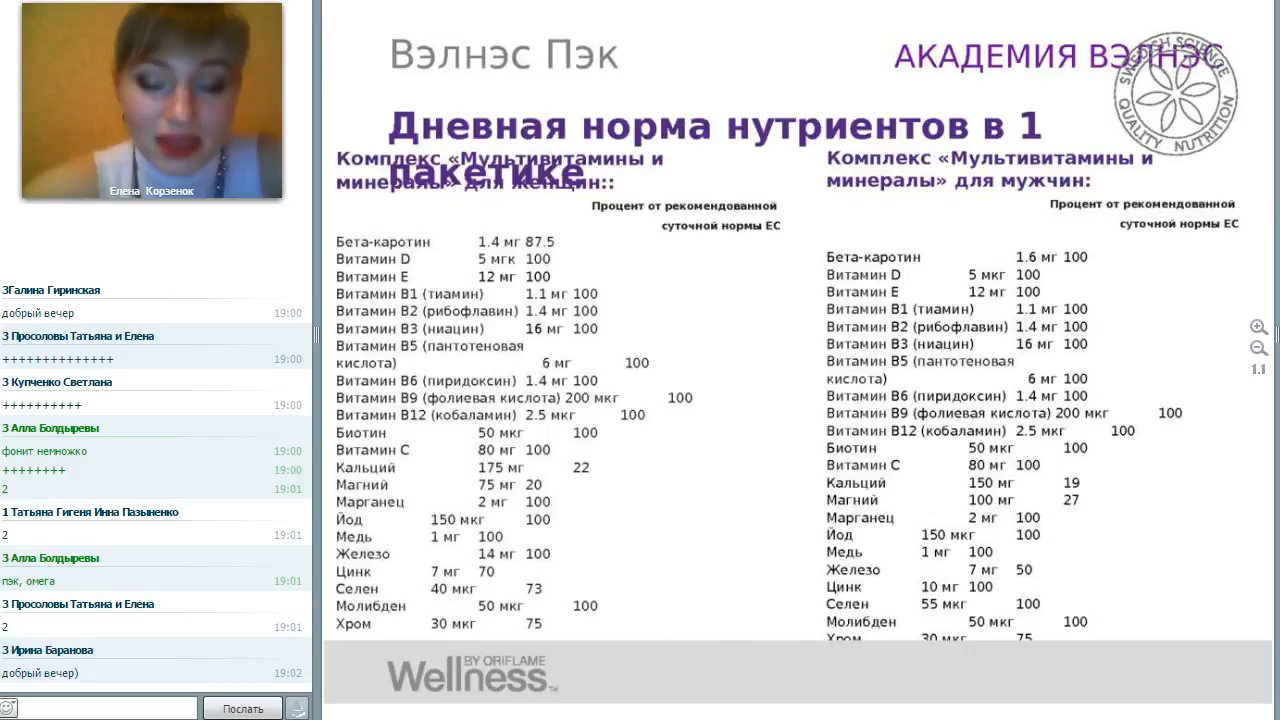 Елена Корзенок
3Галина Гиринская
добрый вечер 19:00
3 Просоловы Татьяна и Елена
++++++++++++++ 19:00
3 Купченко Светлана
++++++++++ 19:00
3 Алла Болдыревы
фонит немножко 19:00
++++++++ 19:00
2 19:01
1 Татьяна Гигеня Инна Пазыненко
2 19:01
3 Алла Болдыревы
пэк, омега 19:01
3 Просоловы Татьяна и Елена
2 19:01
3 Ирина Баранова
добрый вечер) 19:02
Послать
Вэлнэс Пэк
АКАДЕМИЯ ВЭЛНЭС
SWEDISH SCIENCE
QUALITY NUTRITION
Дневная норма нутриентов в 1
пакетике
Комплекс «Мультивитамины и
минералы» для женщин::
Процент от рекомендованной
суточной нормы ЕС
Бета-каротин 1.4 мг 87.5
Витамин D 5 мгк 100
Витамин Е 12 мг 100
Витамин В1 (тиамин) 1.1 мг 100
Витамин В2 (рибофлавин) 1.4 мг 100
Витамин В3 (ниацин) 16 мг 100
Витамин В5 (пантотеновая
кислота) 6 мг 100
Витамин В6 (пиридоксин) 1.4 мг 100
Витамин В9 (фолиевая кислота) 200 мкг 100
Витамин В12 (кобаламин) 2.5 мкг 100
Биотин 50 мкг 100
Витамин С 80 мг 100
Кальций 175 мг 22
Магний 75 мг 20
Марганец 2 мг 100
Йод 150 мкг 100
Медь 1 мг 100
Железо 14 мг 100
Цинк 7 мг 70
Селен 40 мкг 73
Молибден 50 мкг 100
Хром 30 мкг 75
Комплекс «Мультивитамины и
минералы» для мужчин:
Процент от рекомендованной
суточной нормы ЕС
Бета-каротин 1.6 мг 100
Витамин D 5 мкг 100
Витамин Е 12 мг 100
Витамин В1 (тиамин) 1.1 мг 100
Витамин В2 (рибофлавин) 1.4 мг 100
Витамин В3 (ниацин) 16 мг 100
Витамин В5 (пантотеновая
кислота) 6 мг 100
Витамин В6 (пиридоксин) 1.4 мг 100
Витамин В9 (фолиевая кислота) 200 мкг 100
Витамин В12 (кобаламин) 2.5 мкг 100
Биотин 50 мкг 100
Витамин С 80 мг 100
Кальций 150 мг 19
Магний 100 мг 27
Марганец 2 мг 100
Йод 150 мкг 100
Медь 1 мг 100
Железо 7 мг 50
Цинк 10 мг 100
Селен 55 мкг 100
Молибден 50 мкг 100
Хром 30 мкг 75
1.1
BY ORIFLAME
Wellness™